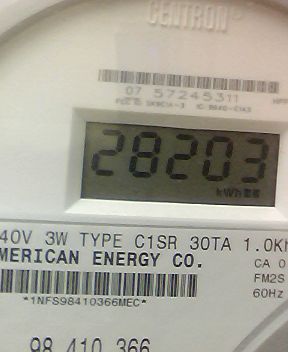 CENTRON
07 57245311
28203
kWh
40V 3W TYPE C1SR 30TA 1.0Kh
MERICAN ENERGY CO.
CA 0
FM2S
60Hz
*1NFS98410366MEC*
98 410 366